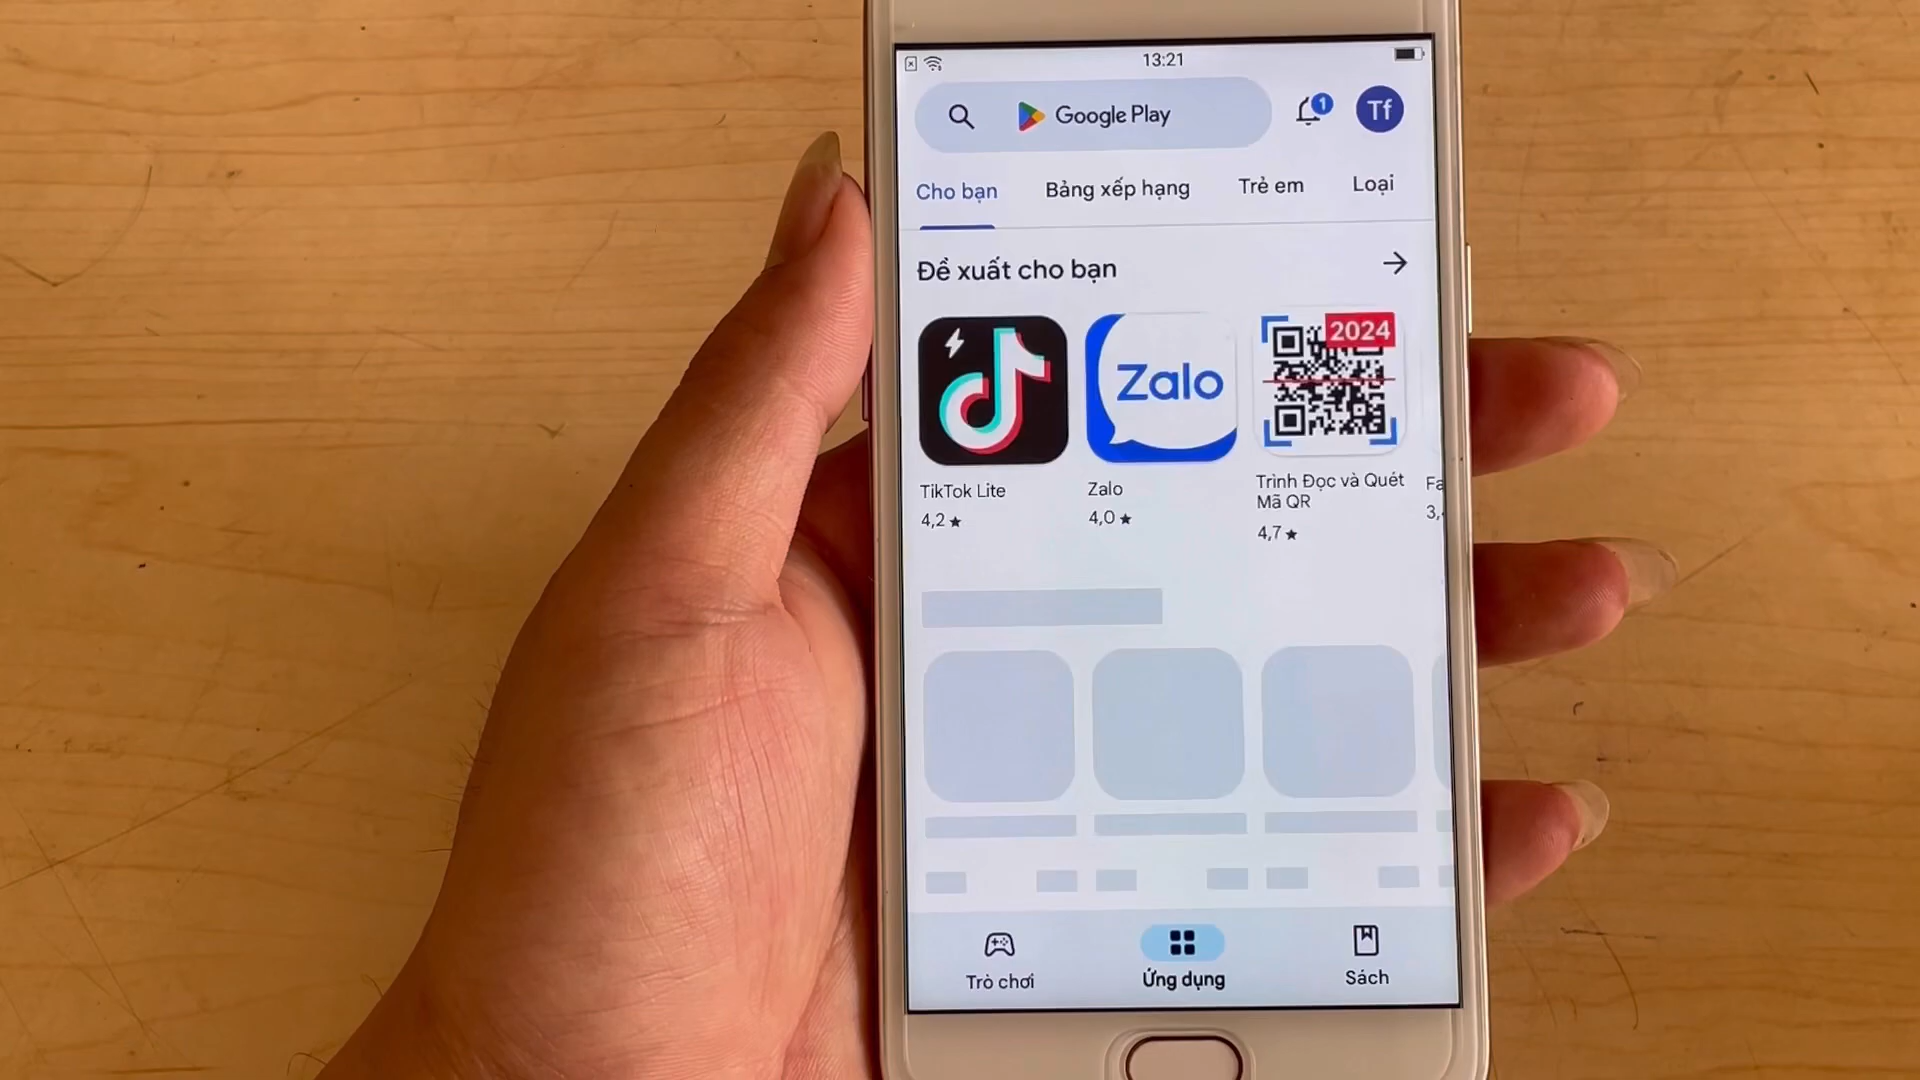 13:21
Google Play
1
Tf
Cho bạn
Bảng xếp hạng
Trẻ em
Loại
Đề xuất cho bạn
Zalo
2024
TikTok Lite
4,2 ★
Zalo
4,0 ★
Trình Đọc và Quét
Mã QR
4,7 ★
Fa
3,
Trò chơi
Ứng dụng
Sách